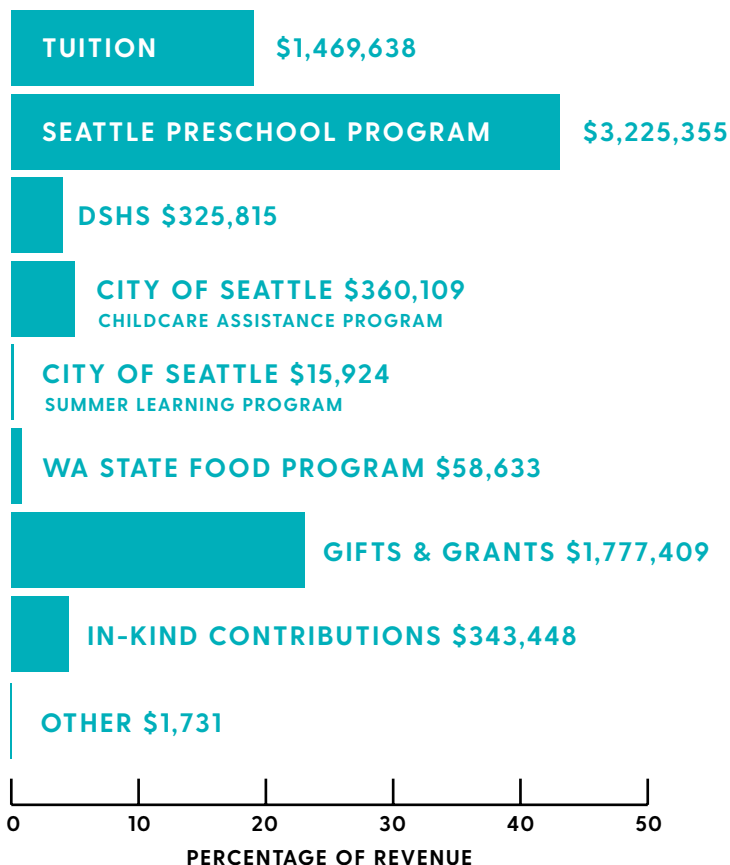 TUITION $1,469,638
SEATTLE PRESCHOOL PROGRAM $3,225,355
DSHS $325,815
CITY OF SEATTLE $360,109
CHILDCARE ASSISTANCE PROGRAM
CITY OF SEATTLE $15,924
SUMMER LEARNING PROGRAM
WA STATE FOOD PROGRAM $58,633
GIFTS & GRANTS $1,777,409
IN-KIND CONTRIBUTIONS $343,448
OTHER $1,731
0 10 20 30 40 50
PERCENTAGE OF REVENUE